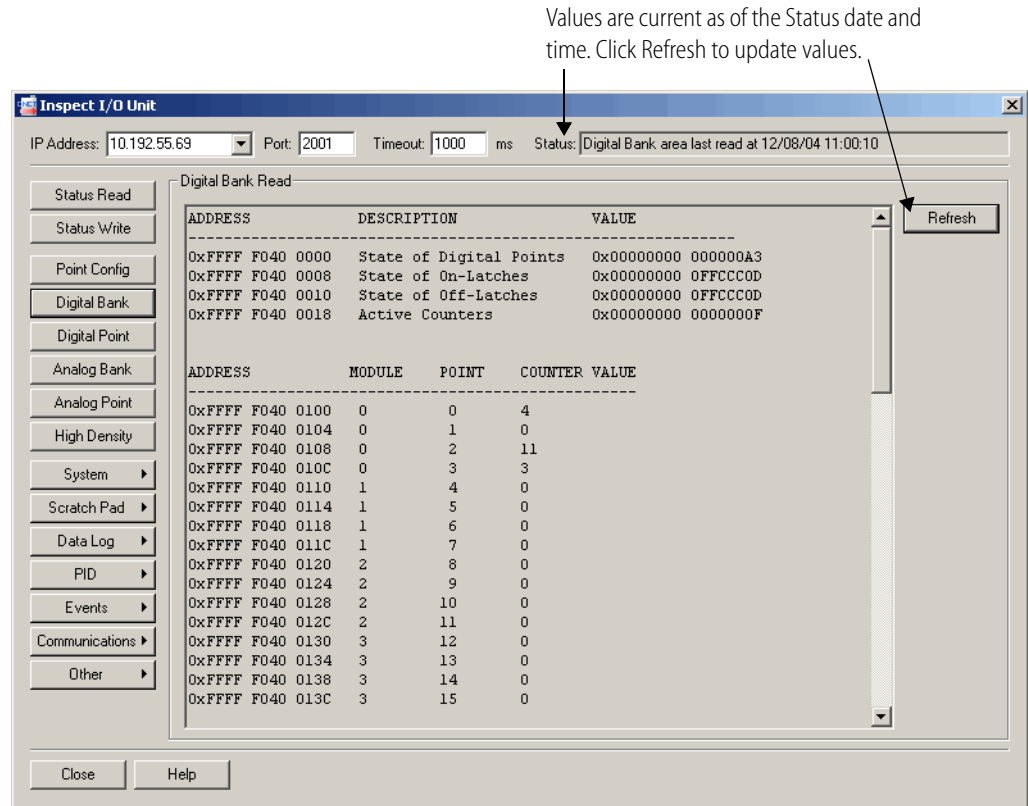 Values are current as of the Status date and
time. Click Refresh to update values.
Inspect I/O Unit
IP Address: 10.192.55.69 Port: 2001 Timeout: 1000 ms Status: Digital Bank area last read at 12/08/04 11:00:10
Status Read
Status Write
Point Config
Digital Bank
Digital Point
Analog Bank
Analog Point
High Density
System
Scratch Pad
Data Log
PID
Events
Communications
Other
Digital Bank Read
ADDRESS DESCRIPTION VALUE
0xFFFF F040 0000 State of Digital Points 0x00000000 000000A3
0xFFFF F040 0008 State of On-Latches 0x00000000 0FFCCC0D
0xFFFF F040 0010 State of Off-Latches 0x00000000 0FFCCC0D
0xFFFF F040 0018 Active Counters 0x00000000 0000000F
ADDRESS MODULE POINT COUNTER VALUE
0xFFFF F040 0100 0 0 4
0xFFFF F040 0104 0 1 0
0xFFFF F040 0108 0 2 11
0xFFFF F040 010C 0 3 3
0xFFFF F040 0110 1 4 0
0xFFFF F040 0114 1 5 0
0xFFFF F040 0118 1 6 0
0xFFFF F040 011C 1 7 0
0xFFFF F040 0120 2 8 0
0xFFFF F040 0124 2 9 0
0xFFFF F040 0128 2 10 0
0xFFFF F040 012C 2 11 0
0xFFFF F040 0130 3 12 0
0xFFFF F040 0134 3 13 0
0xFFFF F040 0138 3 14 0
0xFFFF F040 013C 3 15 0
Refresh
Close Help